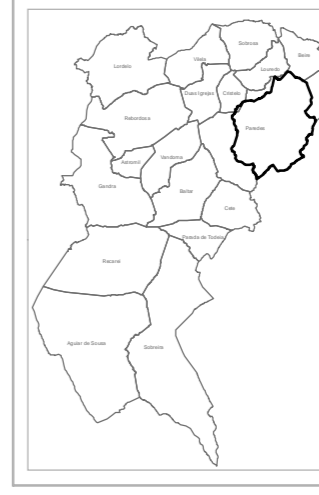 Sobrosa
Beire
Vilela
Lordelo
Louredo
Duas Igrejas
Cristelo
Rebordosa
Paredes
Vandoma
Astromil
Gandra
Baltar
Cete
Parada de Todeia
Recarei
Aguiar de Sousa
Sobreira